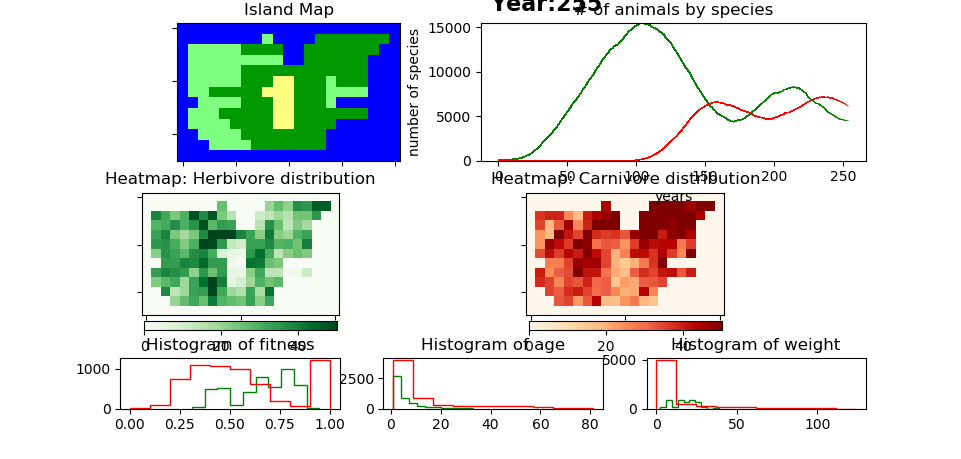 Year:255
Island Map
# of animals by species
number of species
15000
10000
5000
0
0 50 100 150 200 250
years
Heatmap: Herbivore distribution
Heatmap: Carnivore distribution
0 20 40
0 20 40
Histogram of fitness
Histogram of age
Histogram of weight
1000
0
0.00 0.25 0.50 0.75 1.00
2500
0
0 20 40 60 80
5000
0
0 50 100